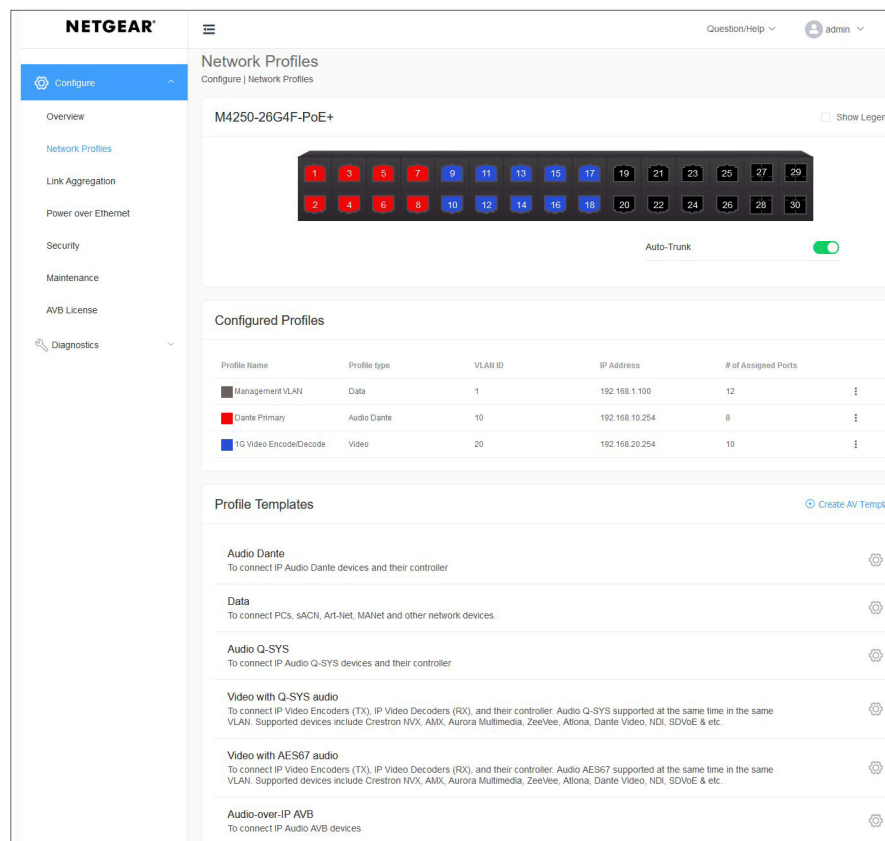 NETGEAR®
Question/Help
admin
Network Profiles
Configure | Network Profiles
Configure
Overview
Network Profiles
Link Aggregation
Power over Ethernet
Security
Maintenance
AVB License
Diagnostics
M4250-26G4F-PoE+
Show Legen
1 3 5 7 9 11 13 15 17 19 21 23 25 27 29
2 4 6 8 10 12 14 16 18 20 22 24 26 28 30
Auto-Trunk
Configured Profiles
Profile Name Profile type VLAN ID IP Address # of Assigned Ports
Management VLAN Data 1 192.168.1.100 12
Dante Primary Audio Dante 10 192.168.10.254 8
1G Video Encode/Decode Video 20 192.168.20.254 10
Profile Templates
Create AV Templa
Audio Dante
To connect IP Audio Dante devices and their controller
Data
To connect PCs, sACN, Art-Net, MANet and other network devices.
Audio Q-SYS
To connect IP Audio Q-SYS devices and their controller
Video with Q-SYS audio
To connect IP Video Encoders (TX), IP Video Decoders (RX), and their controller. Audio Q-SYS supported at the same time in the same
VLAN. Supported devices include Crestron NVX, AMX, Aurora Multimedia, ZeeVee, Atlona, Dante Video, NDI, SDVoE & etc.
Video with AES67 audio
To connect IP Video Encoders (TX), IP Video Decoders (RX), and their controller. Audio AES67 supported at the same time in the same
VLAN. Supported devices include Crestron NVX, AMX, Aurora Multimedia, ZeeVee, Atlona, Dante Video, NDI, SDVoE & etc.
Audio-over-IP AVB
To connect IP Audio AVB devices